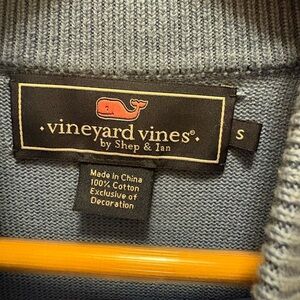 ·vineyard vines®·
by Shep & Ian
S
Made in China
100% Cotton
Exclusive of
Decoration